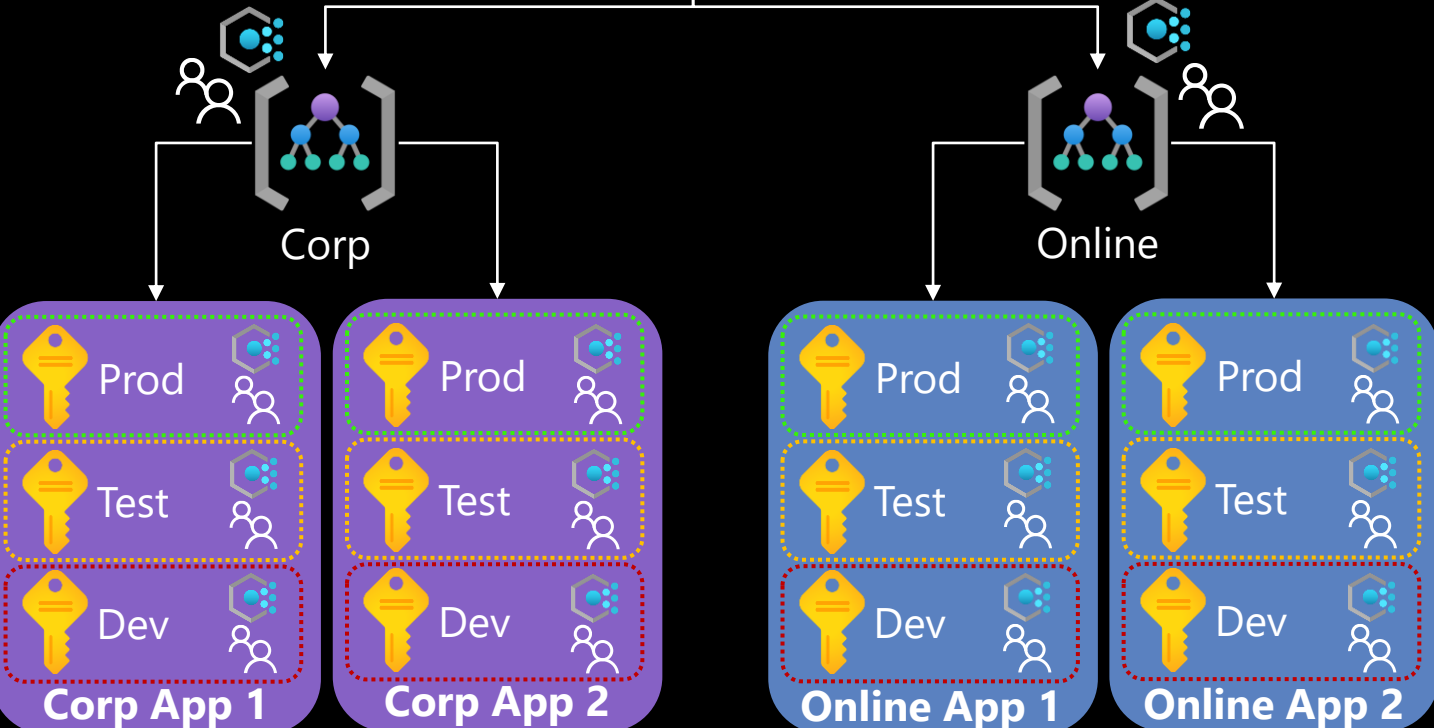 Corp
Online
Prod
Test
Dev
Corp App 1
Prod
Test
Dev
Corp App 2
Prod
Test
Dev
Online App 1
Prod
Test
Dev
Online App 2